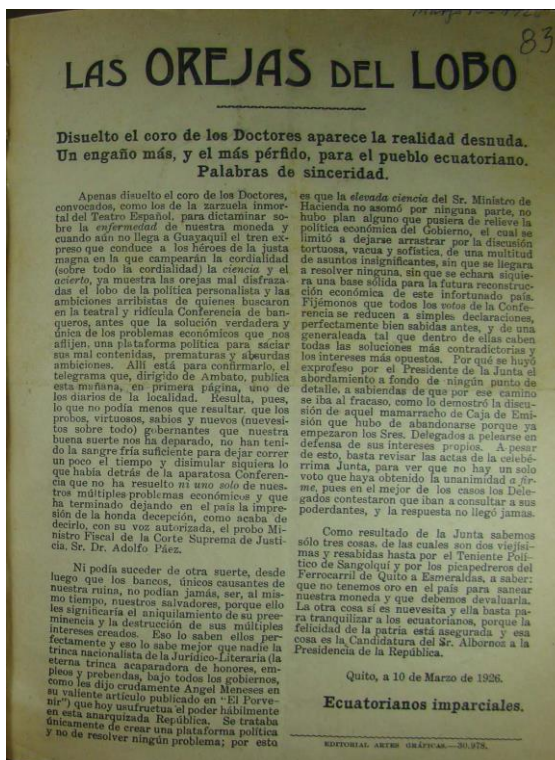 83
LAS OREJAS DEL LOBO
Disuelto el coro de los Doctores aparece la realidad desnuda.
Un engaño más, y el más pérfido, para el pueblo ecuatoriano.
Palabras de sinceridad.
Apenas disuelto el coro de los Doctores,
convocados, como los de la zarzuela inmor-
tal del Teatro Español, para dictaminar so-
bre la enfermedad de nuestra moneda y
cuando aún no llega a Guayaquil el tren ex-
preso que conduce a los héroes de la justa
magna en la que campearán la cordialidad
(sobre todo la cordialidad) la ciencia y el
acierto, ya muestra las orejas mal disfraza-
das el lobo de la política personalista y las
ambiciones arribistas de quienes buscaron
en la teatral y ridícula Conferencia de ban-
queros, antes que la solución verdadera y
única de los problemas económicos que nos
aflijen, una plataforma política para saciar
sus mal contenidas, prematuras y absurdas
ambiciones. Allí está para confirmarlo, el
telegrama que, dirigido de Ambato, publica
esta mañana, en primera página, uno de
los diarios de la localidad. Resulta, pues,
lo que no podía menos que resultar, que los
probos, virtuosos, sabios y nuevos (nuevesi-
tos sobre todo) gobernantes que nuestra
buena suerte nos ha deparado, no han teni-
do la sangre fría suficiente para dejar correr
un poco el tiempo y disimular siquiera lo
que había detrás de la aparatosa Conferen-
cia que no ha resuelto ni uno solo de nues-
tros múltiples problemas económicos y que
ha terminado dejando en el país la impre-
sión de la honda decepción, como acaba de
decirlo, con su voz autorizada, el probo Mi-
nistro Fiscal de la Corte Suprema de Justi-
cia, Sr. Dr. Adolfo Páez.
Ni podía suceder de otra suerte, desde
luego que los bancos, únicos causantes de
nuestra ruina, no podían jamás, ser, al mis-
mo tiempo, nuestros salvadores, porque ello
les significaría el aniquilamiento de su pree-
minencia y la destrucción de sus múltiples
intereses creados. Eso lo saben ellos per-
fectamente y eso lo sabe mejor que nadie la
trinca nacionalista de la Jurídico-Literaria (la
eterna trinca acaparadora de honores, em-
pleos y prebendas, bajo todos los gobiernos,
como les dijo crudamente Angel Meneses en
su valiente artículo publicado en "El Porve-
nir") que hoy usufructua el poder hábilmente
en esta anarquizada República. Se trataba
únicamente de crear una plataforma política
y no de resolver ningún problema; por esto
es que la elevada ciencia del Sr. Ministro de
Hacienda no asomó por ninguna parte, no
hubo plan alguno que pusiera de relieve la
política económica del Gobierno, el cual se
limitó a dejarse arrastrar por la discusión
tortuosa, vacua y sofística, de una multitud
de asuntos insignificantes, sin que se llegara
a resolver ninguna, sin que se echara siquie-
ra una base sólida para la futura reconstruc-
ción económica de este infortunado país.
Fijémonos que todos los votos de la Confe-
rencia se reducen a simples declaraciones,
perfectamente bien sabidas antes, y de una
generaleada tal que dentro de ellas caben
todas las soluciones más contradictorias y
los intereses más opuestos. Por qué se huyó
exprofeso por el Presidente de la Junta el
abordamiento a fondo de ningún punto de
detalle, a sabiendas de que por ese camino
se iba al fracaso, como lo demostró la discu-
sión de aquel mamarracho de Caja de Emi-
sión que hubo de abandonarse porque ya
empezaron los Sres. Delegados a pelearse en
defensa de sus intereses propios. A pesar
de esto, basta revisar las actas de la celebé-
rrima Junta, para ver que no hay un solo
voto que haya obtenido la unanimidad a fir-
me, pues en el mejor de los casos los Dele-
gados contestaron que iban a consultar a sus
poderdantes, y la respuesta no llegó jamás.
Como resultado de la Junta sabemos
sólo tres cosas, de las cuales son dos viejísi-
mas y resabidas hasta por el Teniente Polí-
tico de Sangolquí y por los picapedreros del
Ferrocarril de Quito a Esmeraldas, a saber:
que no tenemos oro en el país para sanear
nuestra moneda y que debemos devaluarla.
La otra cosa sí es nuevesita y ella basta pa-
ra tranquilizar a los ecuatorianos, porque la
felicidad de la patria está asegurada y esa
cosa es la Candidatura del Sr. Albornoz a la
Presidencia de la República.
Quito, a 10 de Marzo de 1926.
Ecuatorianos imparciales.
EDITORIAL ARTES GRÁFICAS.—30.978.